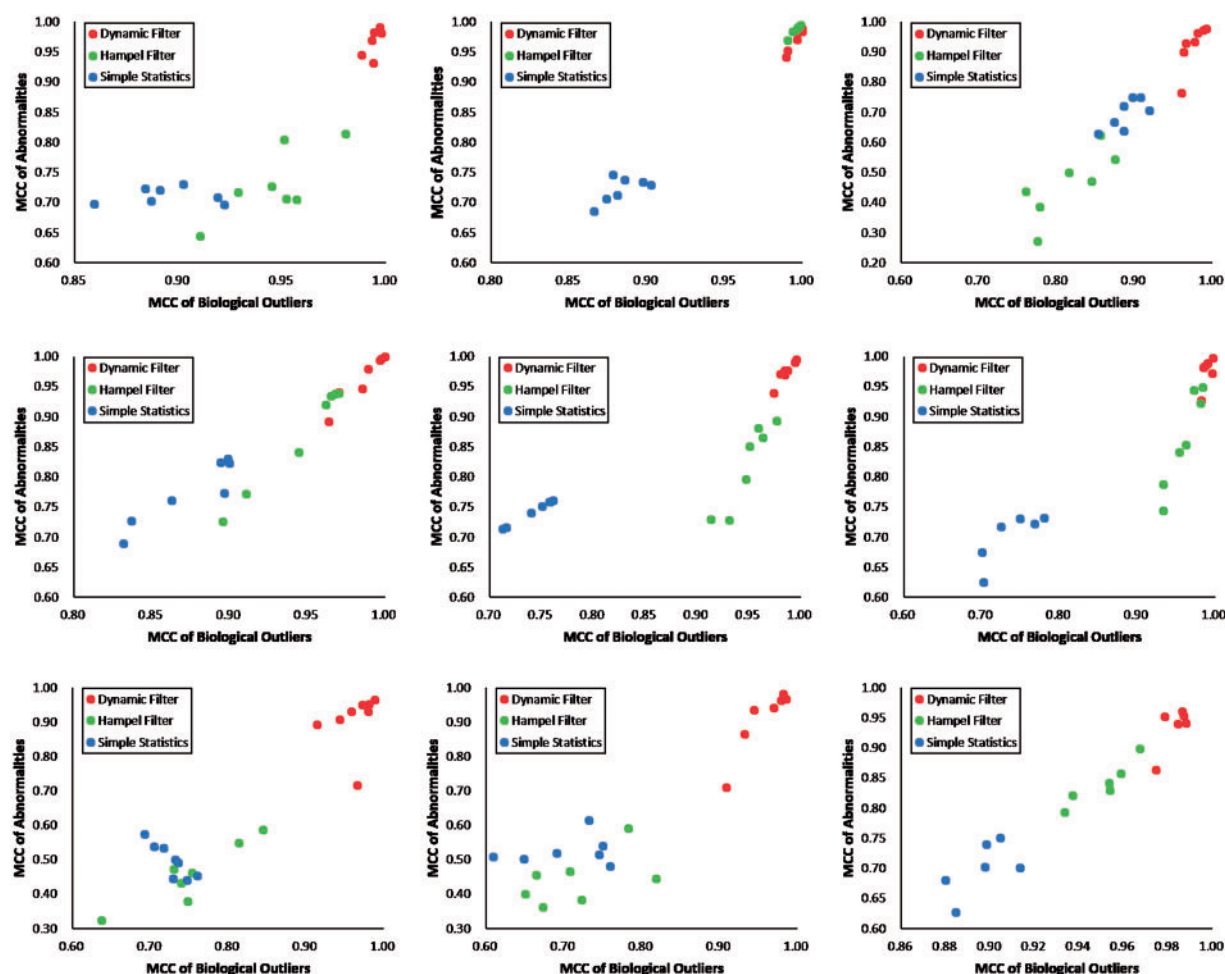 1.00
0.95
0.90
0.85
0.80
0.75
0.70
0.65
0.60
MCC of Abnormalities
Dynamic Filter
Hampel Filter
Simple Statistics
0.85 0.90 0.95 1.00
MCC of Biological Outliers
1.00
0.95
0.90
0.85
0.80
0.75
0.70
0.65
0.60
MCC of Abnormalities
Dynamic Filter
Hampel Filter
Simple Statistics
0.80 0.85 0.90 0.95 1.00
MCC of Biological Outliers
1.00
0.90
0.80
0.70
0.60
0.50
0.40
0.30
0.20
MCC of Abnormalities
Dynamic Filter
Hampel Filter
Simple Statistics
0.60 0.70 0.80 0.90 1.00
MCC of Biological Outliers
1.00
0.95
0.90
0.85
0.80
0.75
0.70
0.65
0.60
MCC of Abnormalities
Dynamic Filter
Hampel Filter
Simple Statistics
0.80 0.85 0.90 0.95 1.00
MCC of Biological Outliers
1.00
0.95
0.90
0.85
0.80
0.75
0.70
0.65
0.60
MCC of Abnormalities
Dynamic Filter
Hampel Filter
Simple Statistics
0.70 0.75 0.80 0.85 0.90 0.95 1.00
MCC of Biological Outliers
1.00
0.95
0.90
0.85
0.80
0.75
0.70
0.65
0.60
MCC of Abnormalities
Dynamic Filter
Hampel Filter
Simple Statistics
0.60 0.70 0.80 0.90 1.00
MCC of Biological Outliers
1.00
0.90
0.80
0.70
0.60
0.50
0.40
0.30
MCC of Abnormalities
Dynamic Filter
Hampel Filter
Simple Statistics
0.60 0.70 0.80 0.90 1.00
MCC of Biological Outliers
1.00
0.90
0.80
0.70
0.60
0.50
0.40
0.30
MCC of Abnormalities
Dynamic Filter
Hampel Filter
Simple Statistics
0.60 0.70 0.80 0.90 1.00
MCC of Biological Outliers
1.00
0.95
0.90
0.85
0.80
0.75
0.70
0.65
0.60
MCC of Abnormalities
Dynamic Filter
Hampel Filter
Simple Statistics
0.86 0.88 0.90 0.92 0.94 0.96 0.98 1.00
MCC of Biological Outliers